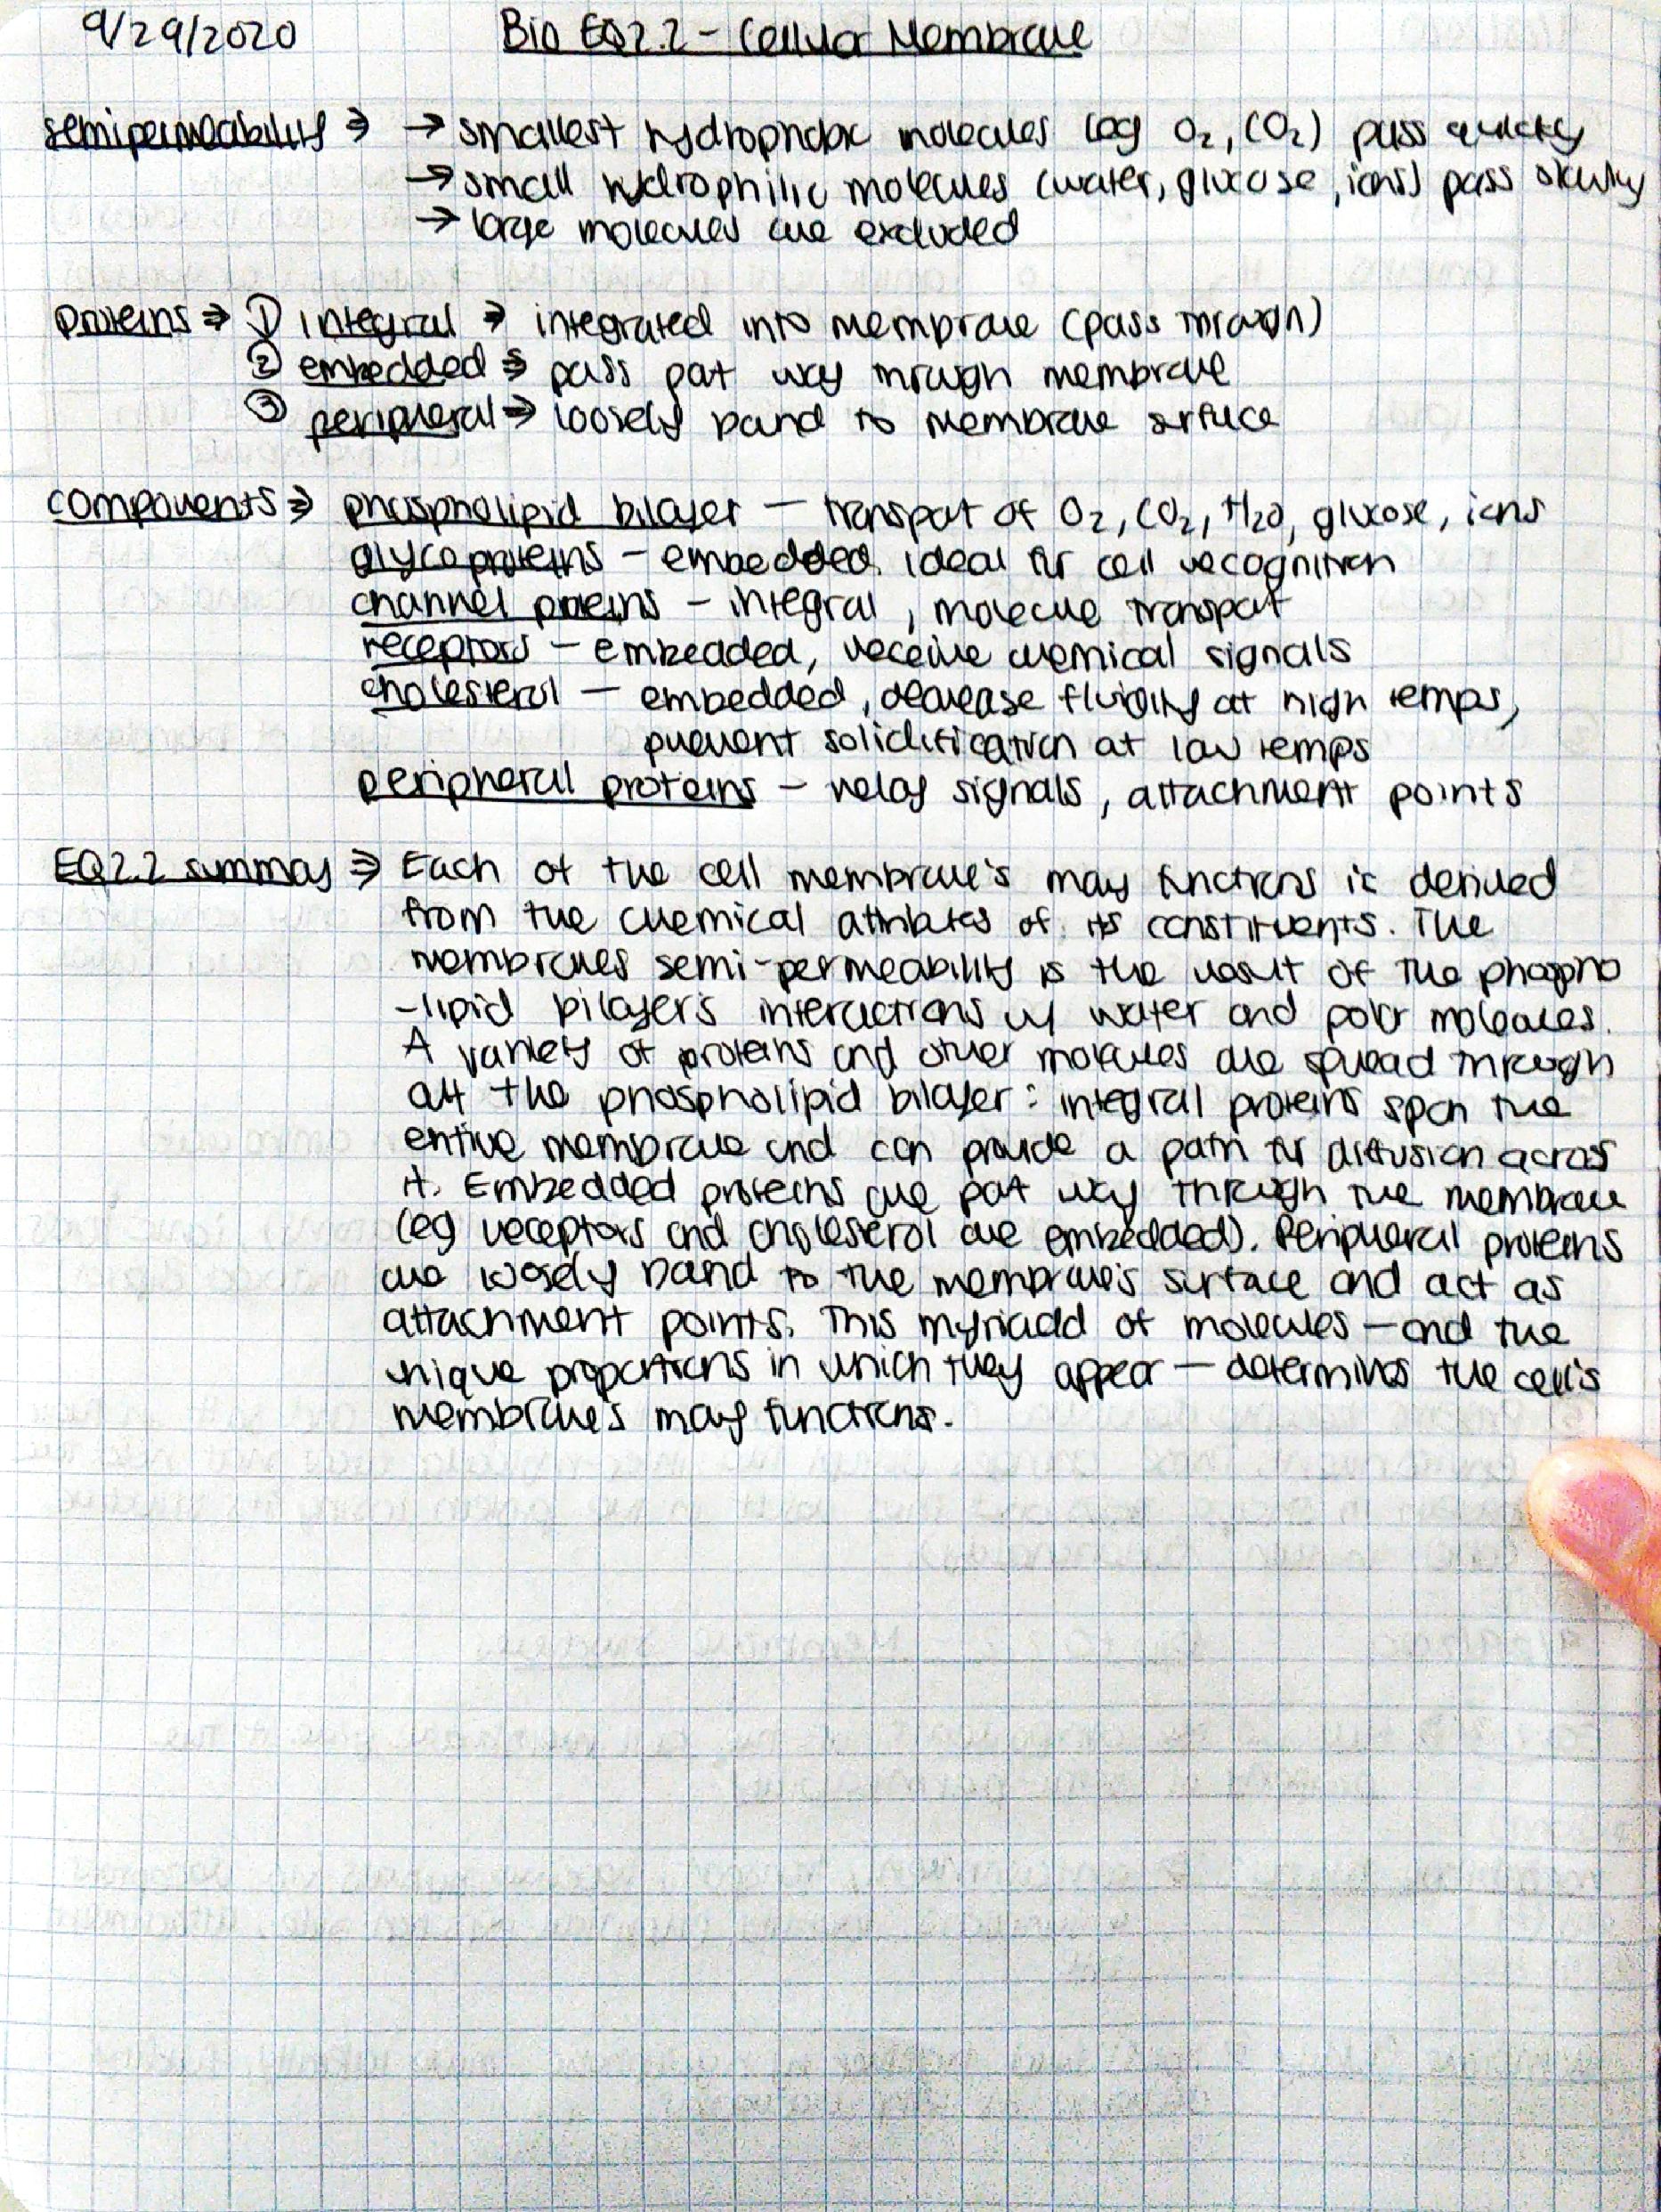 9/29/2020 Bio EQ2.2 - Cellular Membrane
semipermeability ⇒ → smallest hydrophobic molecules (eg O₂, CO₂) pass quickly
→ small hydrophilic molecules (water, glucose, ions) pass slowly
→ large molecules are excluded
proteins ⇒ ① integral ⇒ integrated into membrane (pass through)
② embedded ⇒ pass part way through membrane
③ peripheral ⇒ loosely bound to membrane surface
components ⇒ phospholipid bilayer — transport of O₂, CO₂, H₂O, glucose, ions
glycoproteins - embedded, ideal for cell recognition
channel proteins - integral, molecule transport
receptors - embedded, receive chemical signals
cholesterol — embedded, decrease fluidity at high temps,
prevent solidification at low temps
peripheral proteins - relay signals, attachment points
EQ2.2 summary ⇒ Each of the cell membrane's many functions is derived
from the chemical attributes of its constituents. The
membranes semi-permeability is the result of the phospho
-lipid bilayer's interactions w/ water and polar molecules.
A variety of proteins and other molecules are spread through
out the phospholipid bilayer: integral proteins span the
entire membrane and can provide a path for diffusion across
it. Embedded proteins are part way through the membrane
(eg receptors and cholesterol are embedded). Peripheral proteins
are loosely bound to the membrane's surface and act as
attachment points. This myriadd of molecules — and the
unique proportions in which they appear — determines the cell's
membrane's many functions.